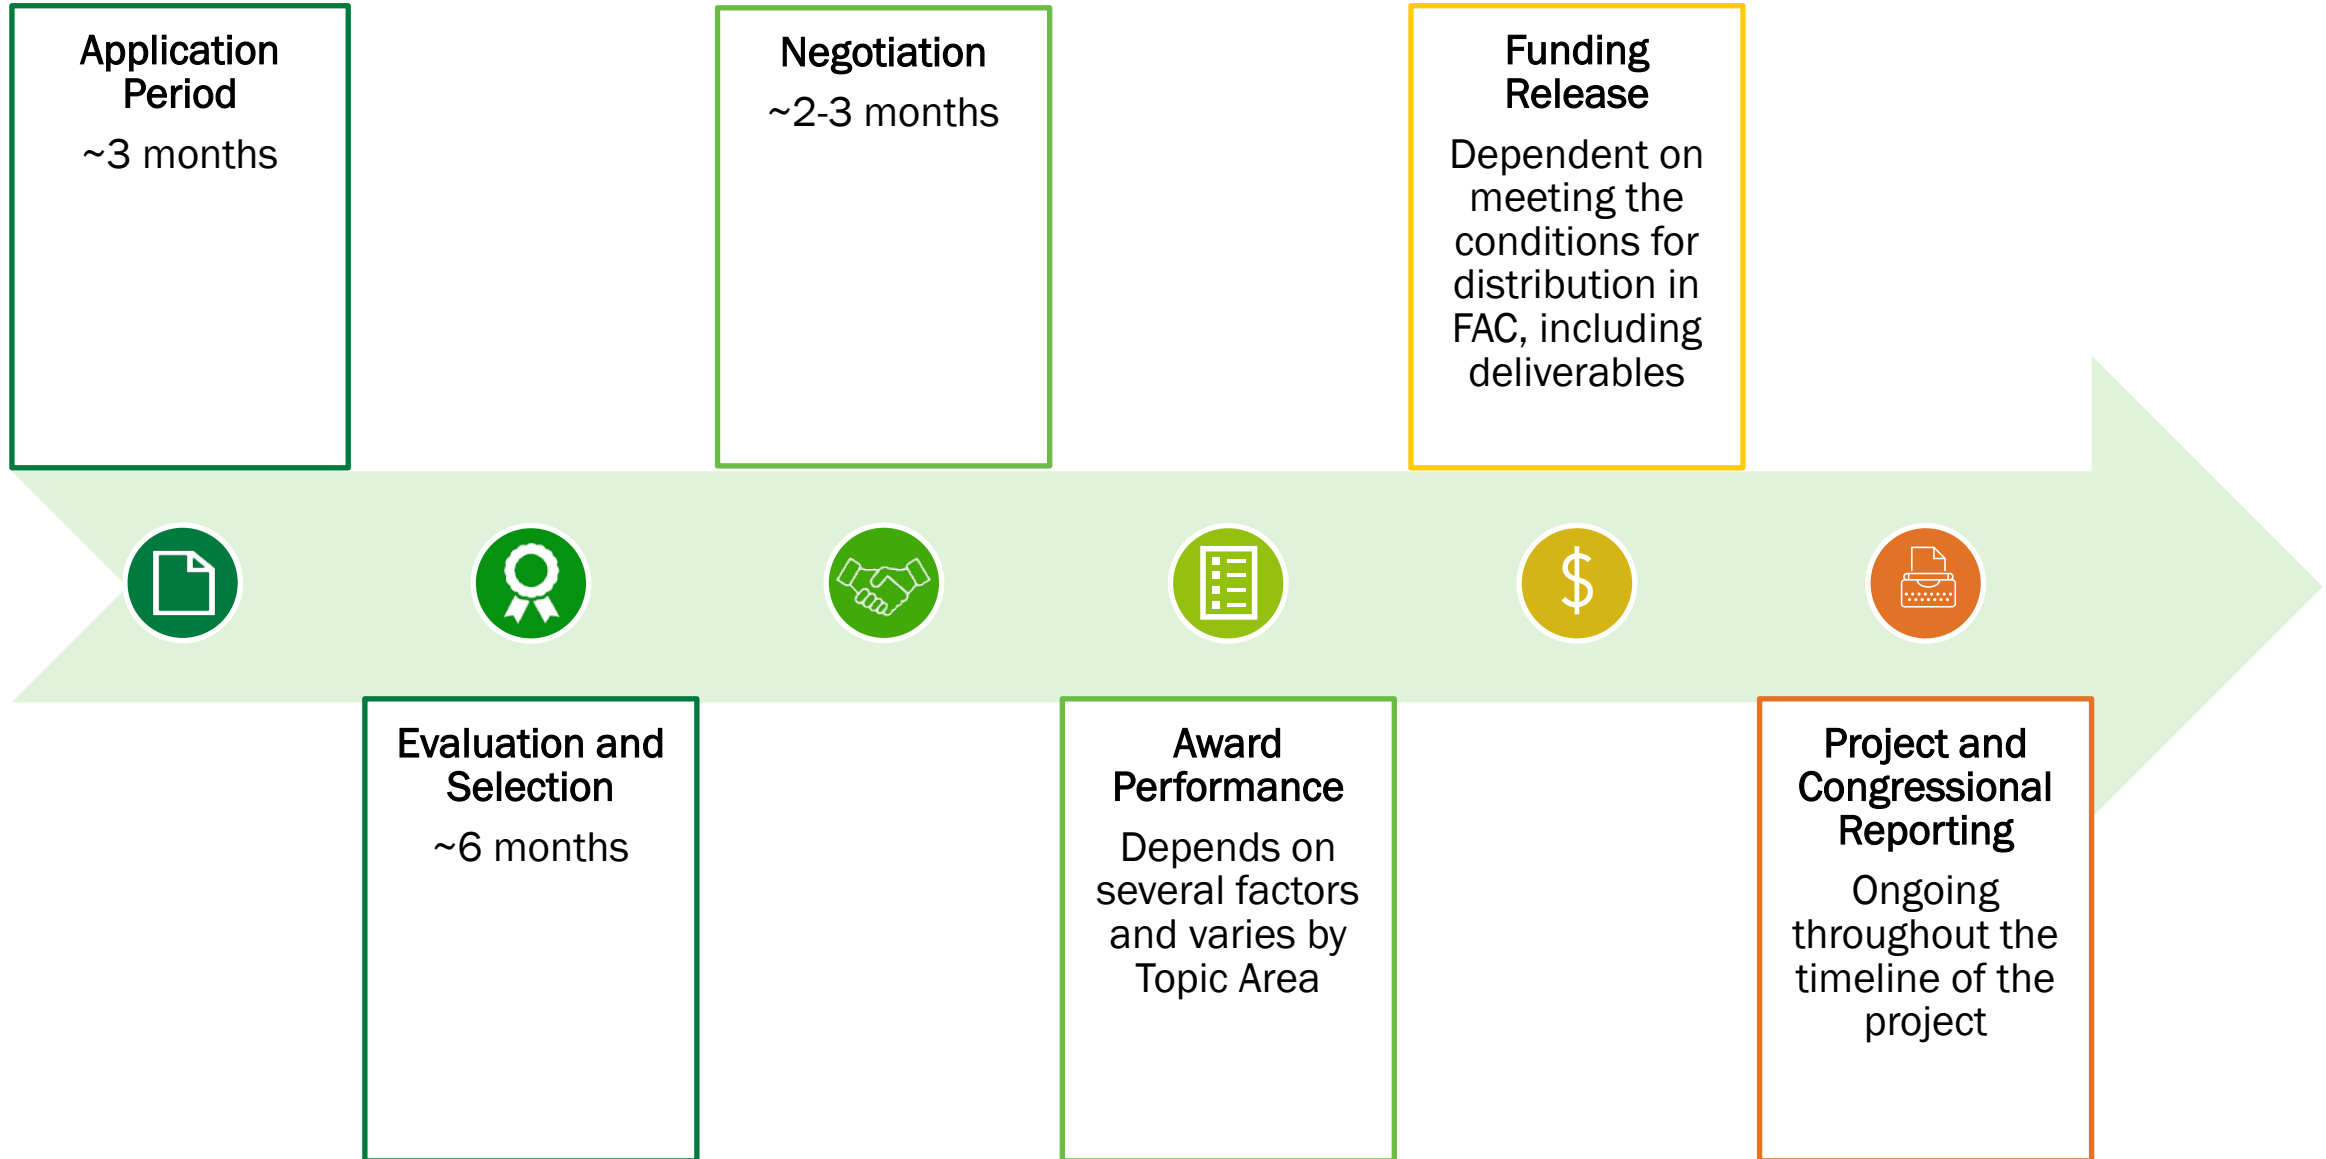 Application
Period
~3 months
Evaluation and
Selection
~6 months
Negotiation
~2-3 months
Award
Performance
Depends on
several factors
and varies by
Topic Area
Funding
Release
Dependent on
meeting the
conditions for
distribution in
FAC, including
deliverables
$
Project and
Congressional
Reporting
Ongoing
throughout the
timeline of the
project